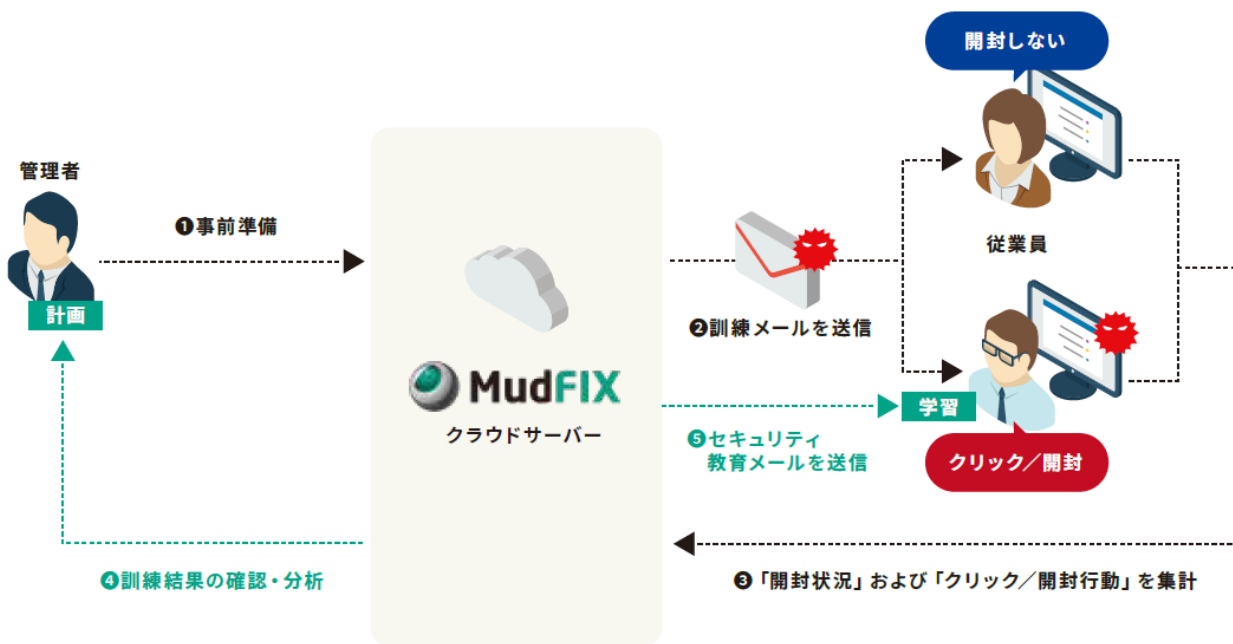 開封しない
管理者
❶事前準備
計画
従業員
❷訓練メールを送信
MudFIX
クラウドサーバー
学習
❺セキュリティ
教育メールを送信
クリック／開封
❹訓練結果の確認・分析
❸「開封状況」および「クリック／開封行動」を集計